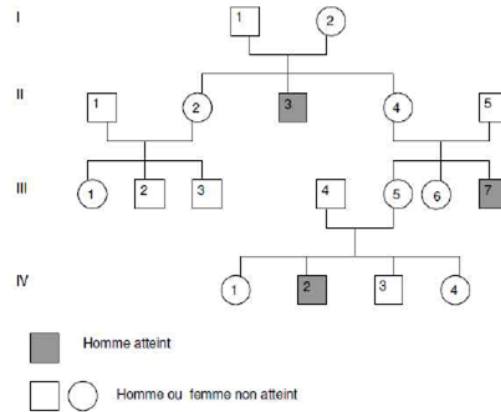 I
1 2
II
1 2 3 4 5
III
1 2 3 4 5 6 7
IV
1 2 3 4
Homme atteint
Homme ou femme non atteint